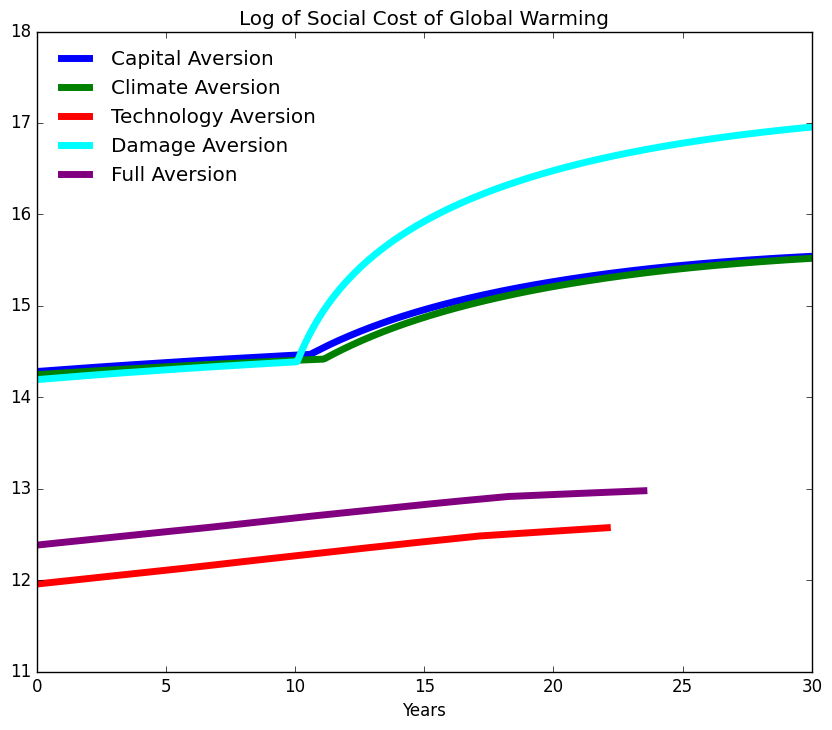 Log of Social Cost of Global Warming
18
17
16
15
14
13
12
11
Capital Aversion
Climate Aversion
Technology Aversion
Damage Aversion
Full Aversion
0 5 10 15 20 25 30
Years